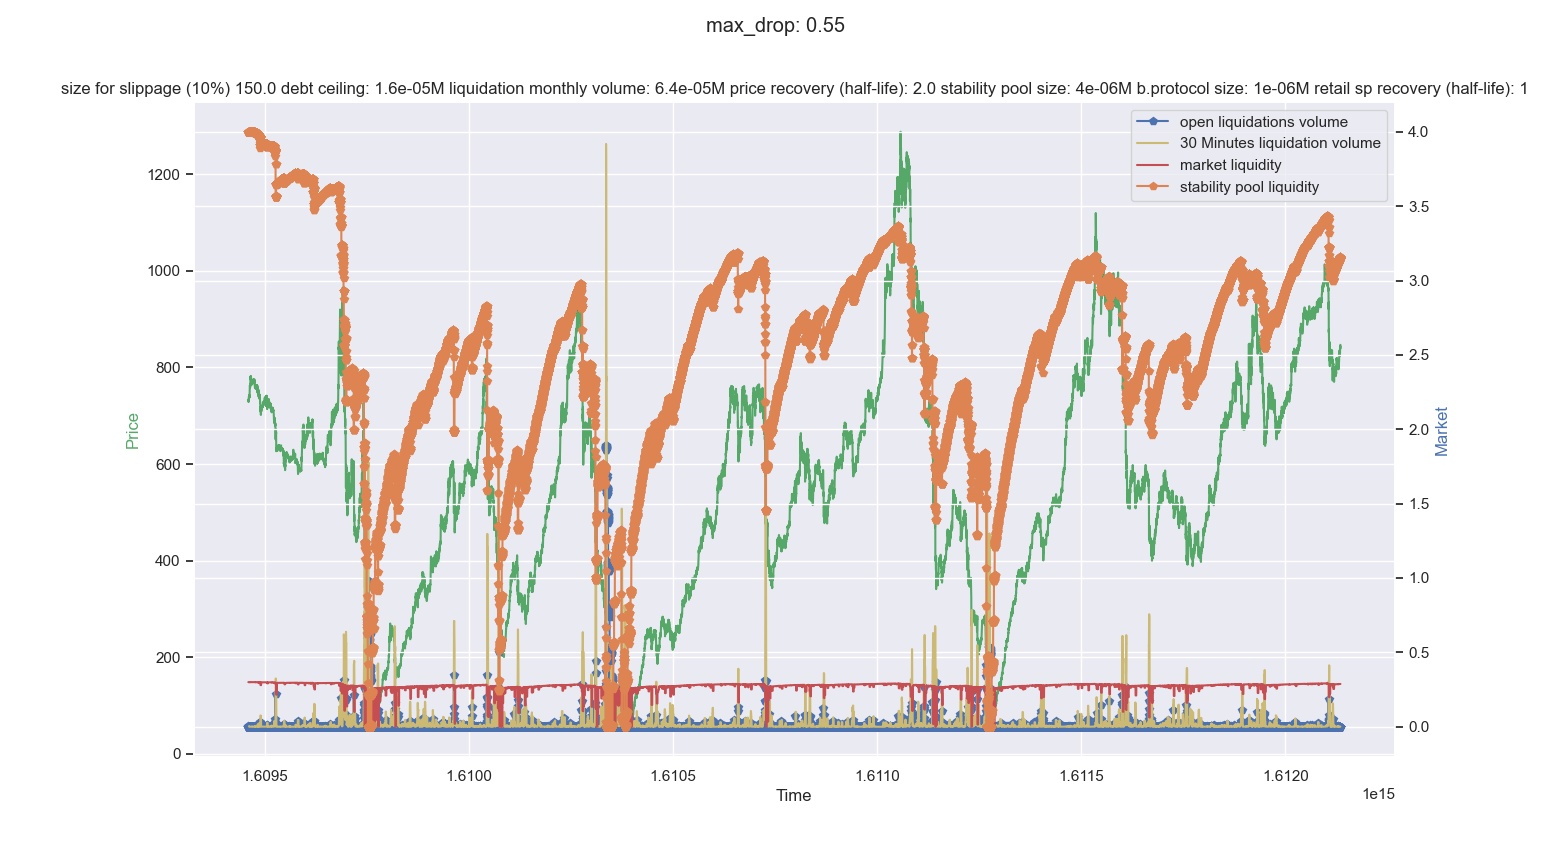 max_drop: 0.55
size for slippage (10%) 150.0 debt ceiling: 1.6e-05M liquidation monthly volume: 6.4e-05M price recovery (half-life): 2.0 stability pool size: 4e-06M b.protocol size: 1e-06M retail sp recovery (half-life): 1
open liquidations volume
30 Minutes liquidation volume
market liquidity
stability pool liquidity
1200
1000
800
600
400
200
0
Price
4.0
3.5
3.0
2.5
2.0
1.5
1.0
0.5
0.0
Market
1.6095 1.6100 1.6105 1.6110 1.6115 1.6120
1e15
Time